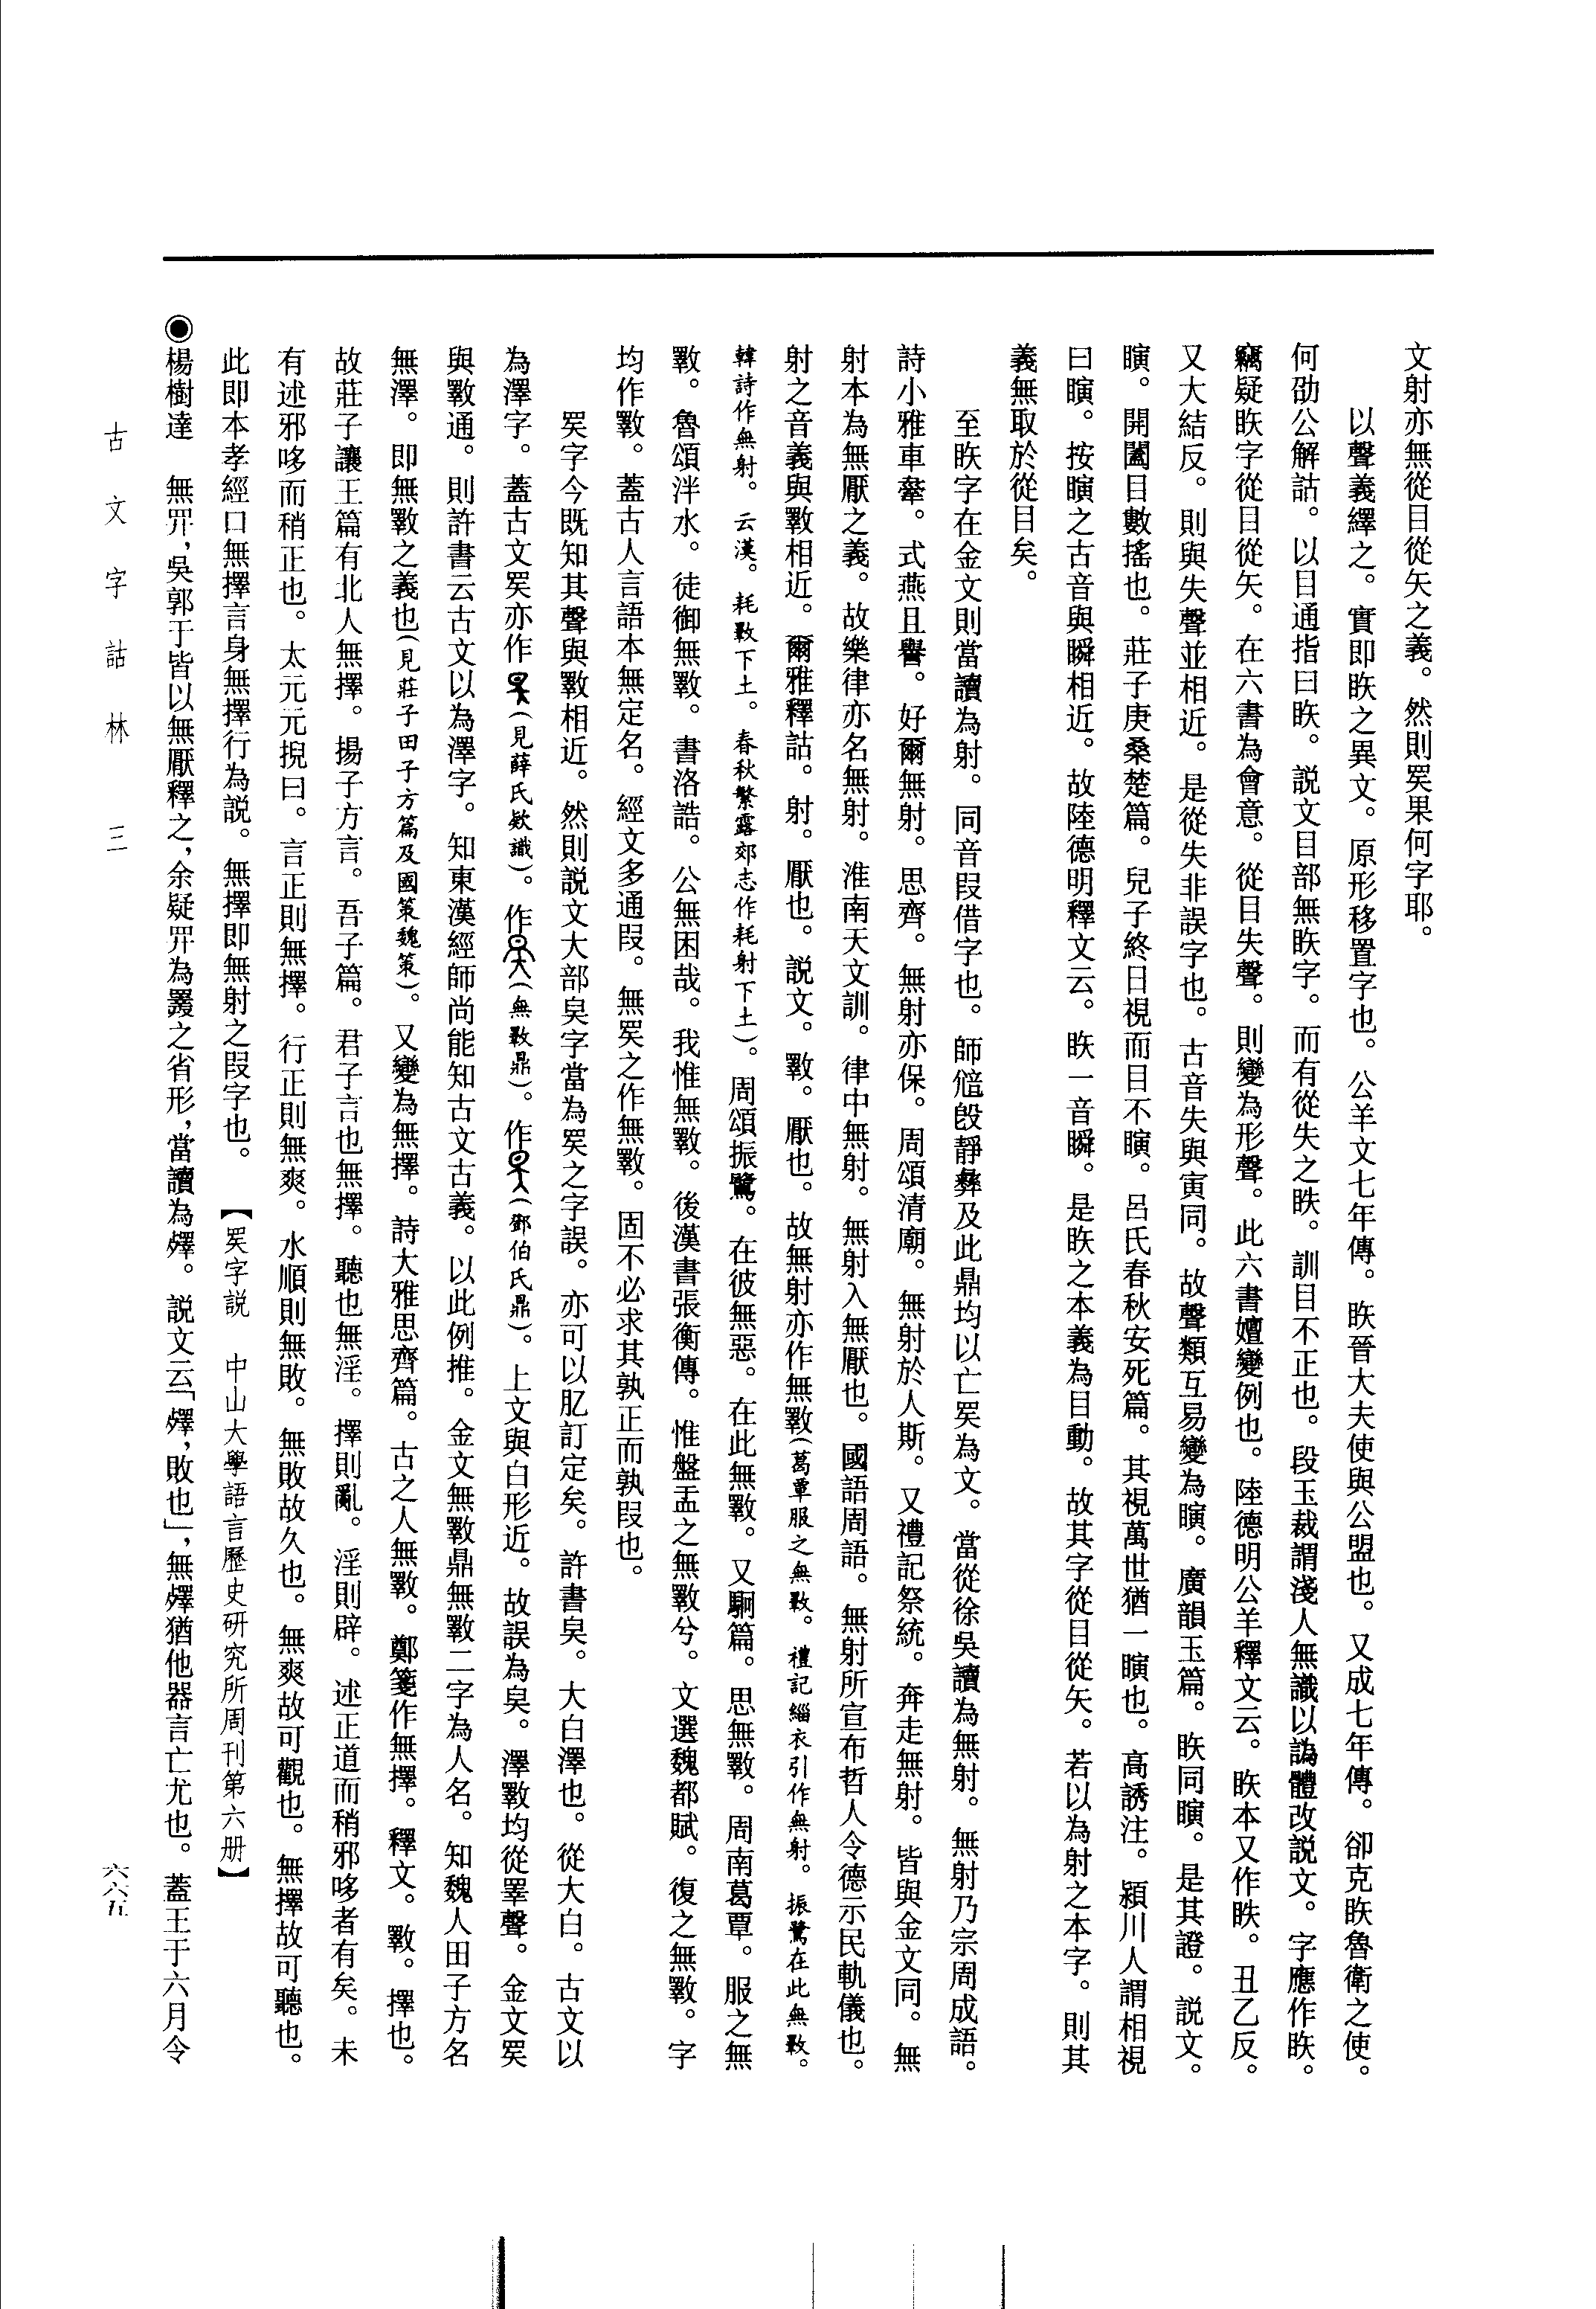 文射亦無從目從矢之義。然則罞果何字耶。
以聲義繹之。實即眣之異文。原形移置字也。公羊文七年傳。眣晉大夫使與公盟也。又成七年傳。卻克眣魯衛之使。
何劭公解詁。以目通指曰眣。說文目部無眣字。而有從失之眣。訓目不正也。段玉裁謂淺人無識以譌體改說文。字應作眣。
竊疑眣字從目從矢。在六書為會意。從目失聲。則變為形聲。此六書嬗變例也。陸德明公羊釋文云。眣本又作眣。丑乙反。
又大結反。則與失聲並相近。是從失非誤字也。古音失與寅同。故聲類互易變為瞚。廣韻玉篇。眣同瞚。是其證。說文。
瞚。開闔目數搖也。莊子庚桑楚篇。兒子終日視而目不瞚。呂氏春秋安死篇。其視萬世猶一瞚也。高誘注。潁川人謂相視
曰瞚。按瞚之古音與瞬相近。故陸德明釋文云。眣一音瞬。是眣之本義為目動。故其字從目從矢。若以為射之本字。則其
義無取於從目矣。
至眣字在金文則當讀為射。同音叚借字也。師𩛥𣪘靜彝及此鼎均以亡罞為文。當從徐吳讀為無射。無射乃宗周成語。
詩小雅車舝。式燕且譽。好爾無射。思齊。無射亦保。周頌清廟。無射於人斯。又禮記祭統。奔走無射。皆與金文同。無
射本為無厭之義。故樂律亦名無射。淮南天文訓。律中無射。無射入無厭也。國語周語。無射所宣布哲人令德示民軌儀也。
射之音義與斁相近。爾雅釋詁。射。厭也。說文。斁。厭也。故無射亦作無斁(葛覃服之無斁。禮記緇衣引作無射。振鷺在此無斁。
韓詩作無射。云漢。耗斁下土。春秋繁露郊志作耗射下土)。周頌振鷺。在彼無惡。在此無斁。又駉篇。思無斁。周南葛覃。服之無
斁。魯頌泮水。徒御無斁。書洛誥。公無困哉。我惟無斁。後漢書張衡傳。惟盤盂之無斁兮。文選魏都賦。復之無斁。字
均作斁。蓋古人言語本無定名。經文多通叚。無罞之作無斁。固不必求其孰正而孰叚也。
罞字今既知其聲與斁相近。然則說文大部臭字當為罞之字誤。亦可以肊訂定矣。許書臭。大白澤也。從大白。古文以
為澤字。蓋古文罞亦作(見薛氏欵識)。作(無斁鼎)。作(鄧伯氏鼎)。上文與白形近。故誤為臭。澤斁均從睪聲。金文罞
與斁通。則許書云古文以為澤字。知東漢經師尚能知古文古義。以此例推。金文無斁鼎無斁二字為人名。知魏人田子方名
無澤。即無斁之義也(見莊子田子方篇及國策魏策)。又變為無擇。詩大雅思齊篇。古之人無斁。鄭箋作無擇。釋文。斁。擇也。
故莊子讓王篇有北人無擇。揚子方言。吾子篇。君子言也無擇。聽也無淫。擇則亂。淫則辟。述正道而稍邪哆者有矣。未
有述邪哆而稍正也。太元元掜曰。言正則無擇。行正則無爽。水順則無敗。無敗故久也。無爽故可觀也。無擇故可聽也。
此即本孝經口無擇言身無擇行為說。無擇即無射之叚字也。【罞字說 中山大學語言歷史研究所周刊第六册】
◉楊樹達 無𢌳，吳郭于皆以無厭釋之，余疑𢌳為斁之省形，當讀為殬。說文云「殬，敗也」，無殬猶他器言亡尤也。蓋王于六月令
古文字詁林 三
六六五